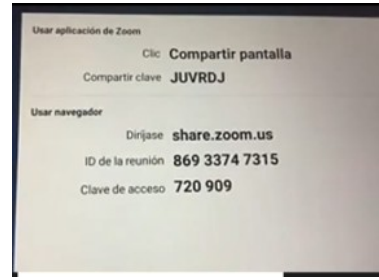 Usar aplicación de Zoom
Clic Compartir pantalla
Compartir clave JUVRDJ
Usar navegador
Diríjase share.zoom.us
ID de la reunión 869 3374 7315
Clave de acceso 720 909